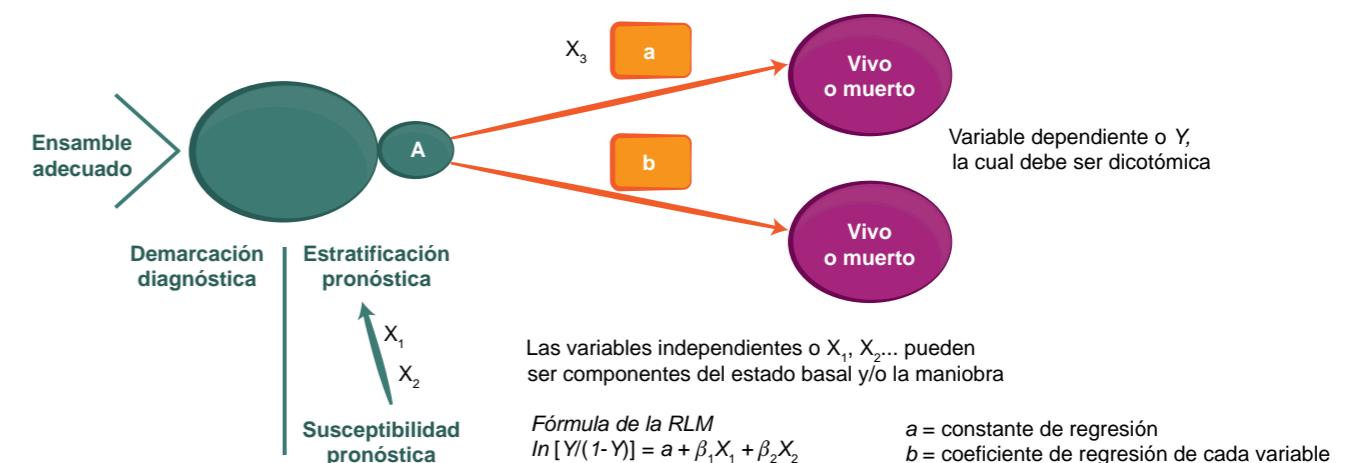 X₃
a
Vivo
o muerto
Ensamble
adecuado
A
Variable dependiente o Y,
la cual debe ser dicotómica
b
Vivo
o muerto
Demarcación
diagnóstica
Estratificación
pronóstica
X₁
X₂
Las variables independientes o X₁, X₂... pueden
ser componentes del estado basal y/o la maniobra
Susceptibilidad
pronóstica
Fórmula de la RLM
ln [Y/(1-Y)] = a + β₁X₁ + β₂X₂
a = constante de regresión
b = coeficiente de regresión de cada variable